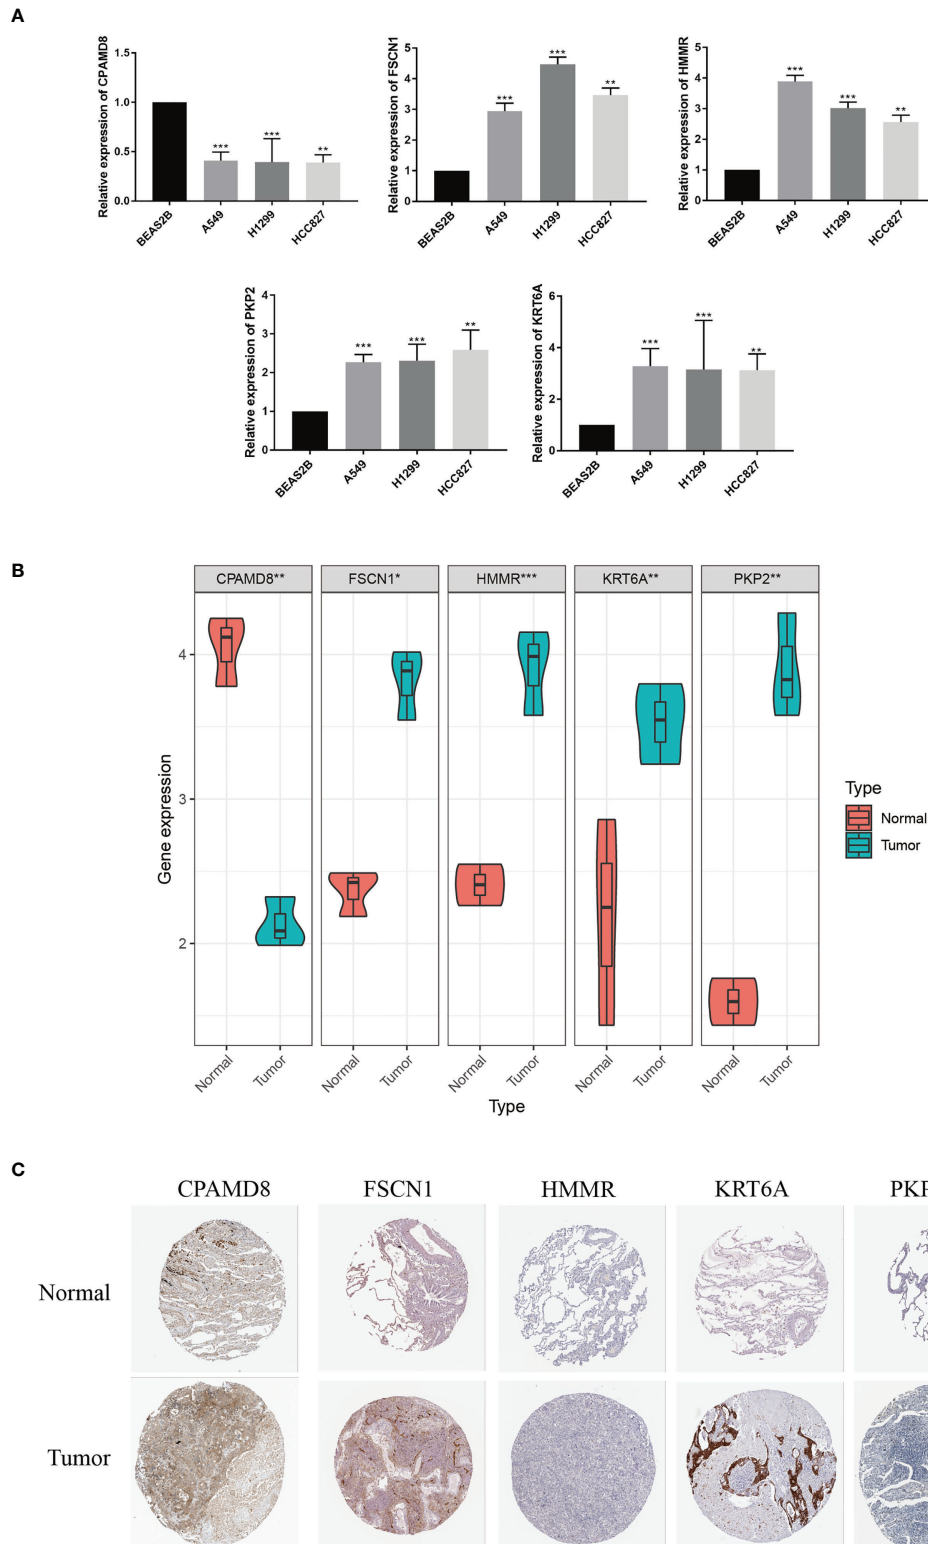 A
Relative expression of CPAMD8
1.5
1.0
0.5
0.0
***
***
**
BEAS2B
A549
H1299
HCC827
Relative expression of FSCN1
5
4
3
2
1
0
***
***
**
BEAS2B
A549
H1299
HCC827
Relative expression of HMMR
5
4
3
2
1
0
***
***
**
BEAS2B
A549
H1299
HCC827
Relative expression of PKP2
4
3
2
1
0
***
***
**
BEAS2B
A549
H1299
HCC827
Relative expression of KRT6A
6
4
2
0
***
***
**
BEAS2B
A549
H1299
HCC827
B
CPAMD8** FSCN1* HMMR*** KRT6A** PKP2**
Gene expression
4
3
2
Normal Tumor Normal Tumor Normal Tumor Normal Tumor Normal Tumor
Type
Type
Normal
Tumor
C
CPAMD8 FSCN1 HMMR KRT6A PKP
Normal
Tumor